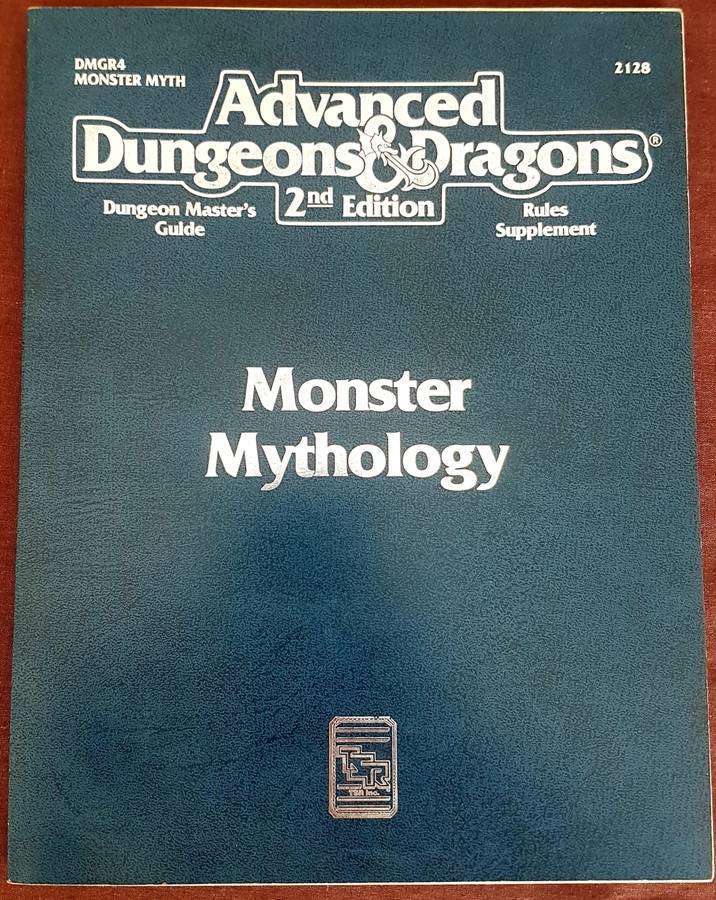 DMGR4
MONSTER MYTH
2128
Advanced
Dungeons & Dragons®
2nd Edition
Dungeon Master's
Guide
Rules
Supplement
Monster
Mythology
TSR
TSR Inc.